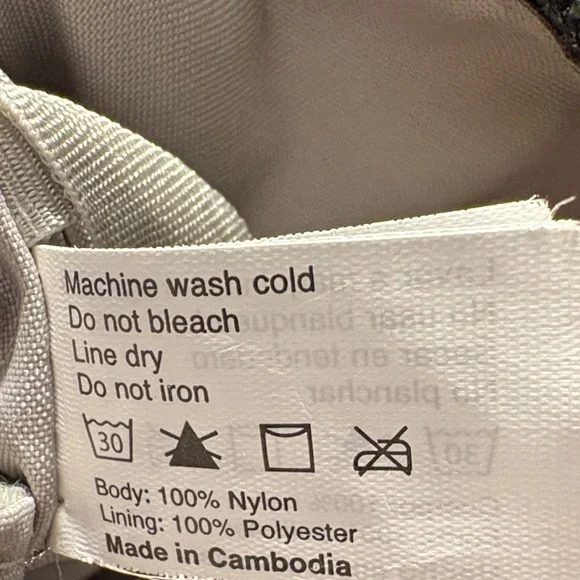 Machine wash cold
Do not bleach
Line dry
Do not iron
30
Body: 100% Nylon
Lining: 100% Polyester
Made in Cambodia